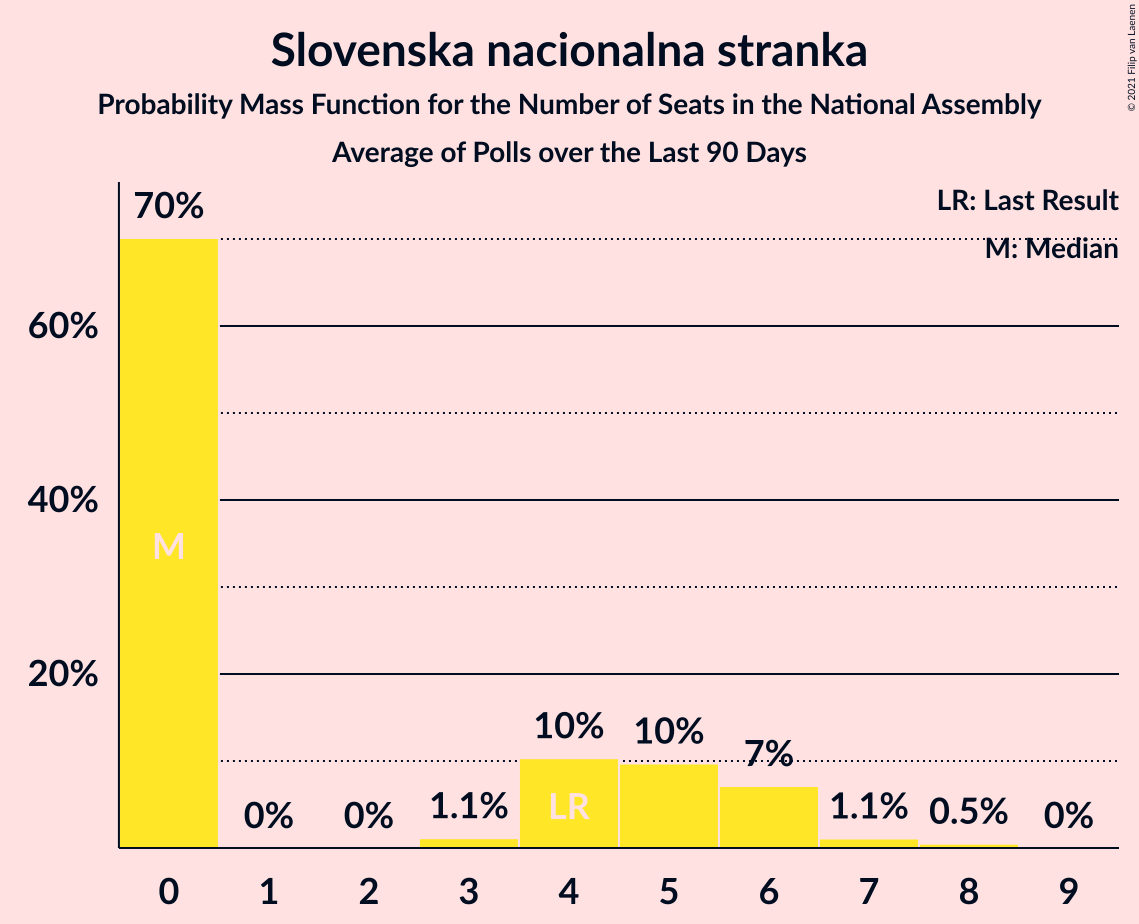 Slovenska nacionalna stranka
Probability Mass Function for the Number of Seats in the National Assembly
Average of Polls over the Last 90 Days
© 2021 Filip van Laenen
LR: Last Result
M: Median
70%
60%
40%
20%
M
0%
0%
1.1%
10%
LR
10%
7%
1.1%
0.5%
0%
0 1 2 3 4 5 6 7 8 9